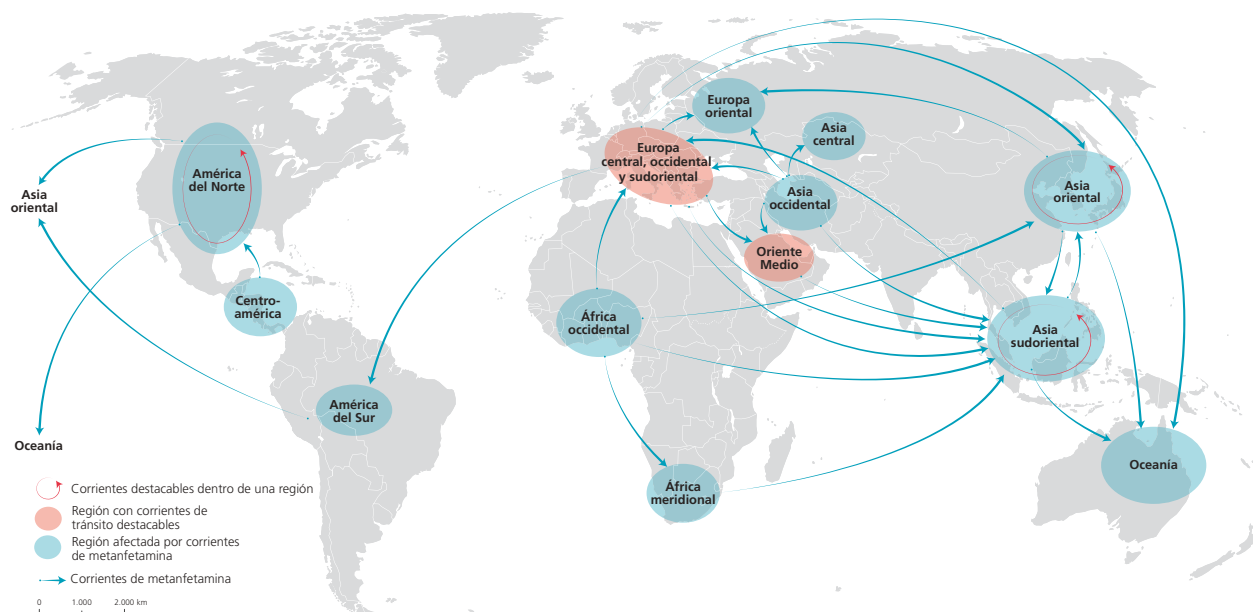 Europa
oriental
Asia
central
Europa
central, occidental
y sudoriental
América
del Norte
Asia
oriental
Asia
oriental
Asia
occidental
Oriente
Medio
Centro-
américa
África
occidental
Asia
sudoriental
América
del Sur
Oceanía
Oceanía
África
meridional
Corrientes destacables dentro de una región
Región con corrientes de
tránsito destacables
Región afectada por corrientes
de metanfetamina
Corrientes de metanfetamina
0 1.000 2.000 km